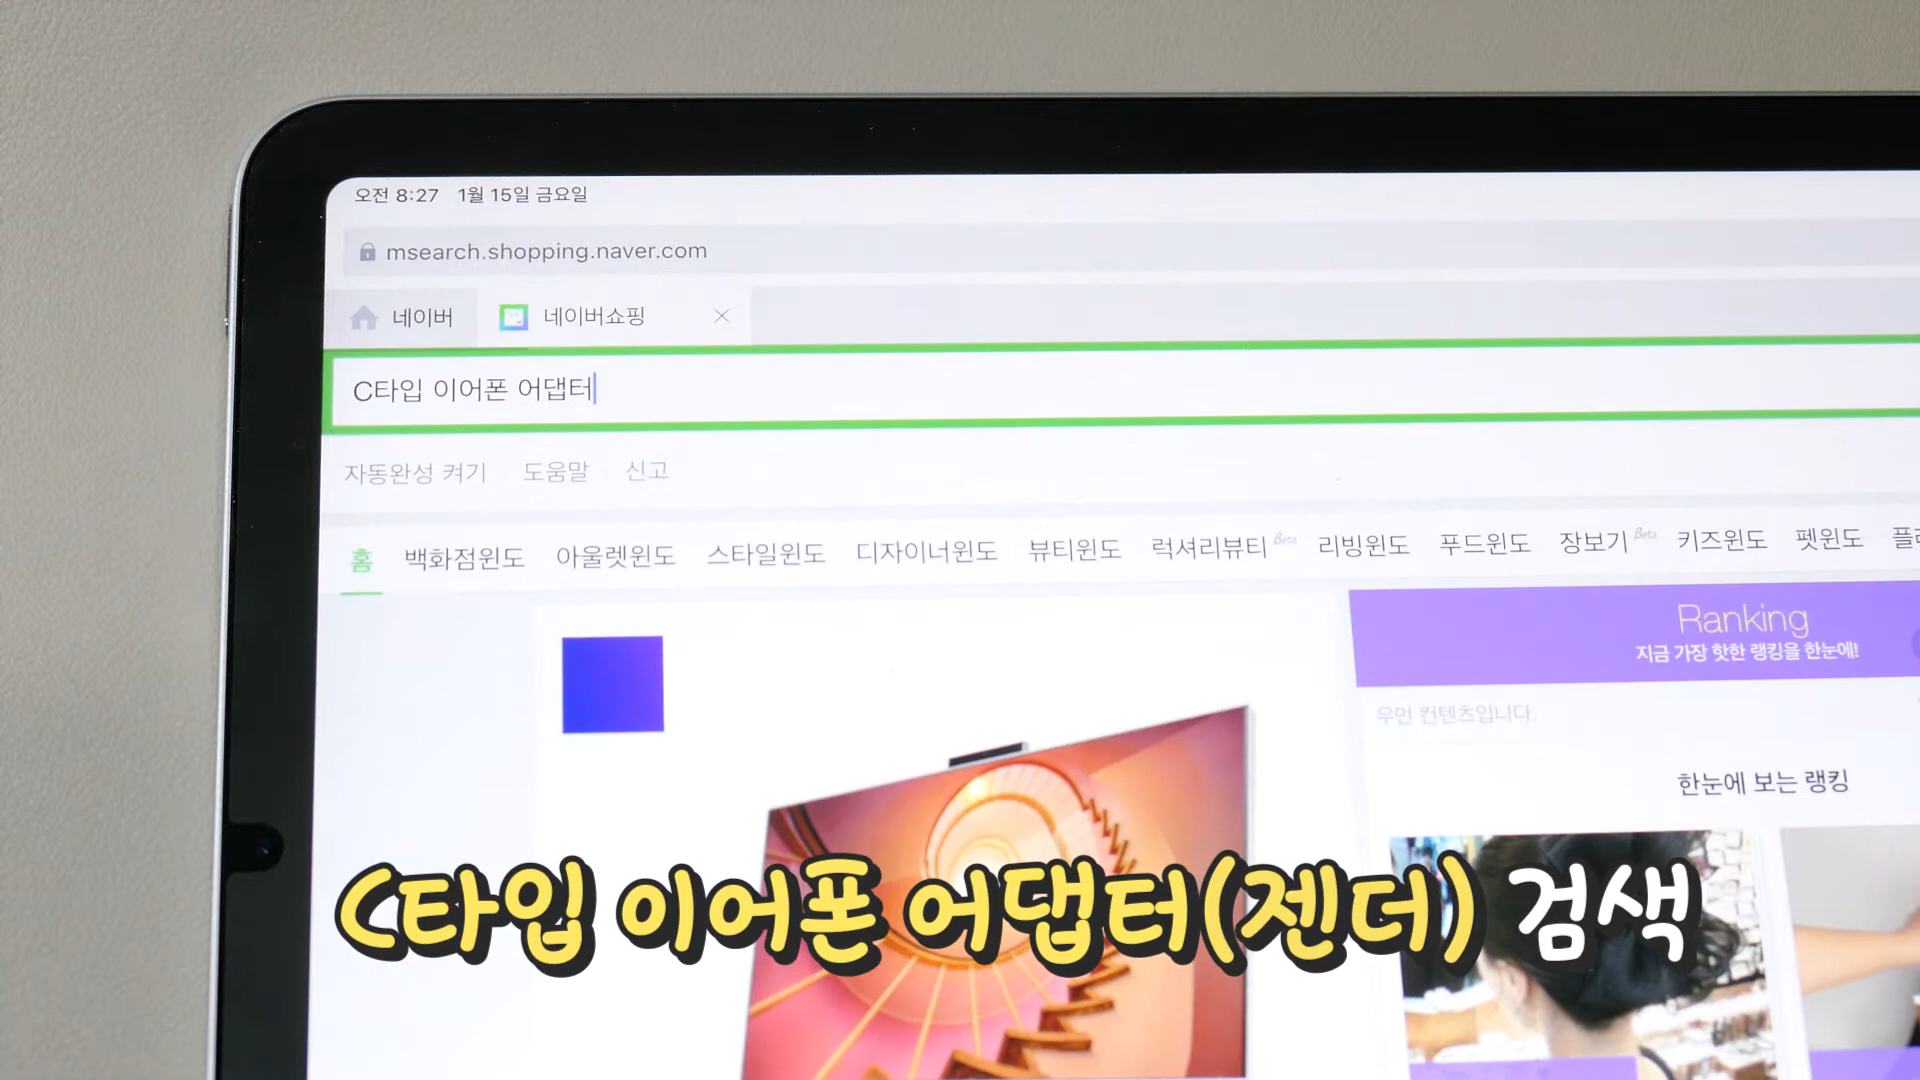 오전 8:27 1월 15일 금요일
msearch.shopping.naver.com
네이버 네이버쇼핑
C타입 이어폰 어댑터
자동완성 켜기 도움말 신고
홈 백화점윈도 아울렛윈도 스타일윈도 디자이너윈도 뷰티윈도 럭셔리뷰티 Beta 리빙윈도 푸드윈도 장보기 Beta 키즈윈도 펫윈도
Ranking
지금 가장 핫한 랭킹을 한눈에!
우먼 컨텐츠입니다.
한눈에 보는 랭킹
C타입 이어폰 어댑터(젠더) 검색